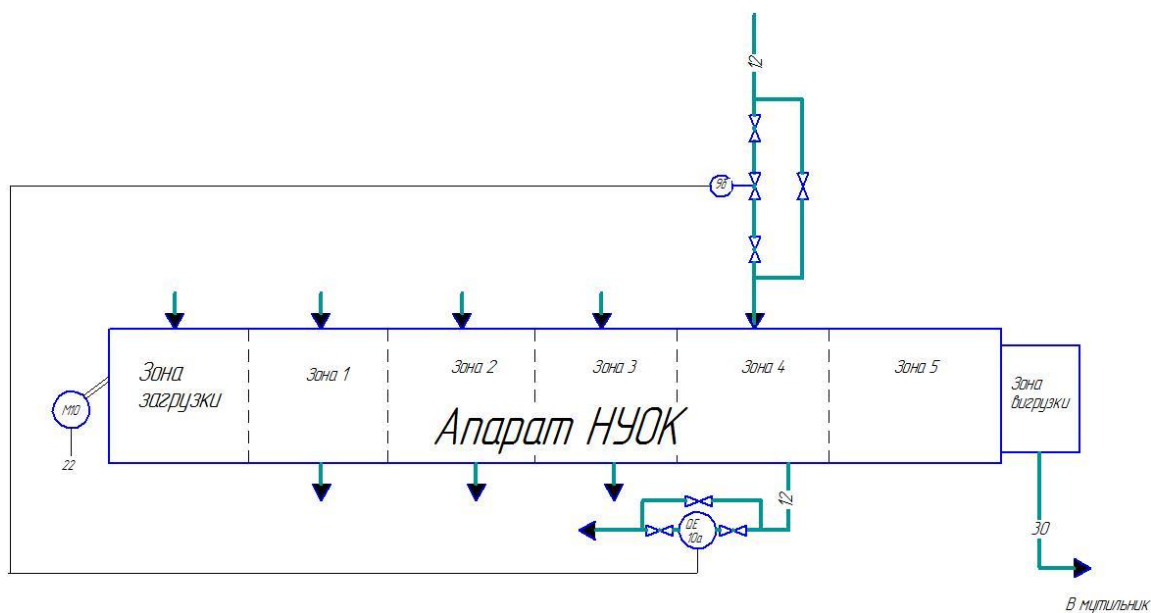 12
9б
Зона
загрузки
Зона 1
Зона 2
Зона 3
Зона 4
Зона 5
Зона
вигрузки
М10
Апарат НУОК
22
12
QE
10а
30
В мутильник